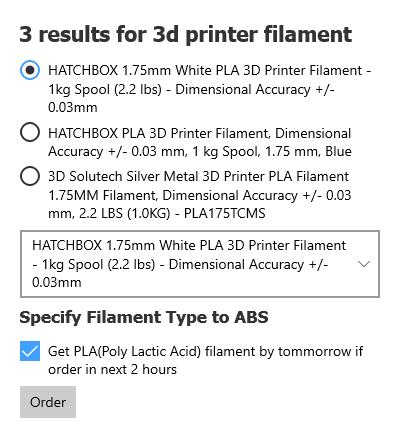 3 results for 3d printer filament
HATCHBOX 1.75mm White PLA 3D Printer Filament -
1kg Spool (2.2 lbs) - Dimensional Accuracy +/-
0.03mm
HATCHBOX PLA 3D Printer Filament, Dimensional
Accuracy +/- 0.03 mm, 1 kg Spool, 1.75 mm, Blue
3D Solutech Silver Metal 3D Printer PLA Filament
1.75MM Filament, Dimensional Accuracy +/- 0.03
mm, 2.2 LBS (1.0KG) - PLA175TCMS
HATCHBOX 1.75mm White PLA 3D Printer Filament
- 1kg Spool (2.2 lbs) - Dimensional Accuracy +/-
0.03mm
Specify Filament Type to ABS
Get PLA(Poly Lactic Acid) filament by tommorrow if
order in next 2 hours
Order